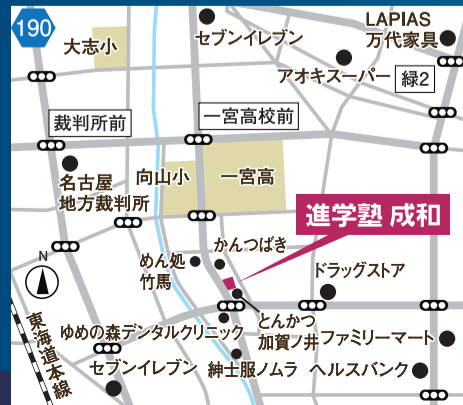 190
大志小
セブンイレブン
LAPIAS
万代家具
アオキスーパー
緑2
裁判所前
一宮高校前
名古屋
地方裁判所
向山小
一宮高
進学塾 成和
N
めん処
竹馬
かんつばき
ドラッグストア
東海道本線
ゆめの森デンタルクリニック
とんかつ
加賀ノ井
ファミリーマート
セブンイレブン
紳士服ノムラ
ヘルスバンク